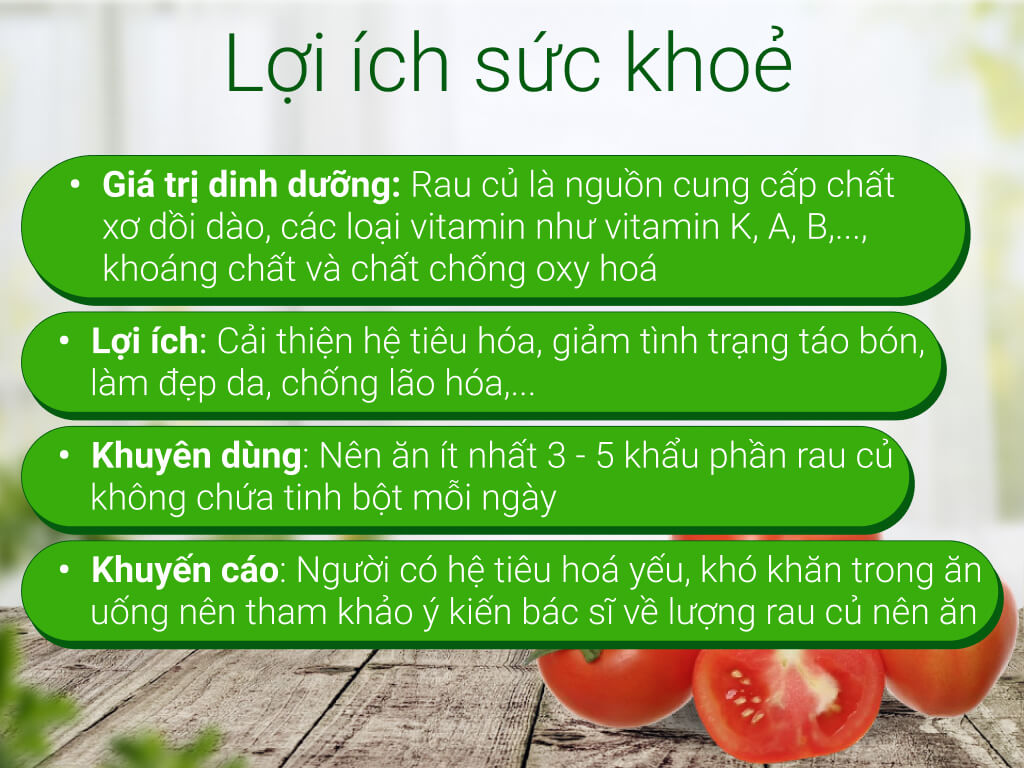 Lợi ích sức khoẻ
• Giá trị dinh dưỡng: Rau củ là nguồn cung cấp chất
xơ dồi dào, các loại vitamin như vitamin K, A, B,...,
khoáng chất và chất chống oxy hoá
• Lợi ích: Cải thiện hệ tiêu hóa, giảm tình trạng táo bón,
làm đẹp da, chống lão hóa,...
• Khuyên dùng: Nên ăn ít nhất 3 - 5 khẩu phần rau củ
không chứa tinh bột mỗi ngày
• Khuyến cáo: Người có hệ tiêu hoá yếu, khó khăn trong ăn
uống nên tham khảo ý kiến bác sĩ về lượng rau củ nên ăn